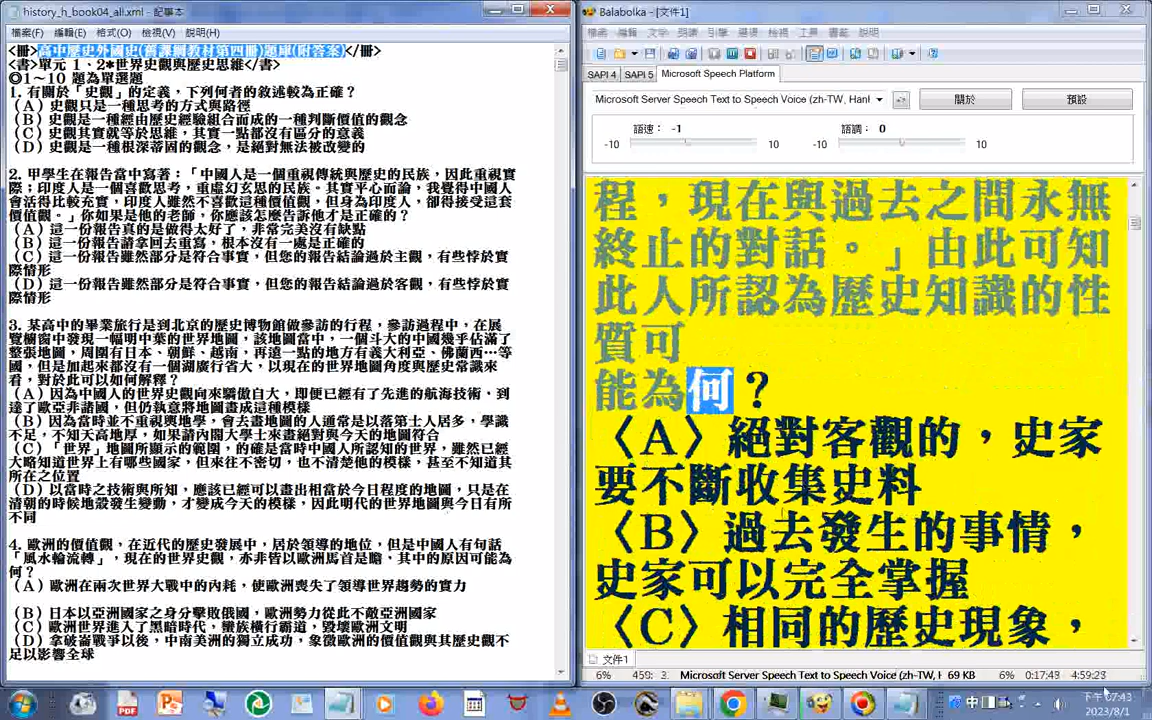 history_h_book04_all.xml - 記事本
檔案(F) 編輯(E) 格式(O) 檢視(V) 說明(H)
<冊>高中歷史外國史(舊課綱教材第四冊)題庫(附答案)</冊>
<書>單元 1、2*世界史觀與歷史思維</書>
◎1～10 題為單選題
1. 有關於「史觀」的定義，下列何者的敘述較為正確？
(A) 史觀只是一種思考的方式與路徑
(B) 史觀是一種經由歷史經驗組合而成的一種判斷價值的觀念
(C) 史觀其實就等於思維，其實一點都沒有區分的意義
(D) 史觀是一種根深蒂固的觀念，是絕對無法被改變的
2. 甲學生在報告當中寫著：「中國人是一個重視傳統與歷史的民族，因此重視實
際；印度人是一個喜歡思考，重虛幻玄思的民族。其實平心而論，我覺得中國人
會活得比較充實，印度人雖然不喜歡這種價值觀，但身為印度人，卻得接受這套
價值觀。」你如果是他的老師，你應該怎麼告訴他才是正確的？
(A) 這一份報告真的是做得太好了，非常完美沒有缺點
(B) 這一份報告請拿回去重寫，根本沒有一處是正確的
(C) 這一份報告雖然部分是符合事實，但您的報告結論過於主觀，有些悖於實
際情形
(D) 這一份報告雖然部分是符合事實，但您的報告結論過於客觀，有些悖於實
際情形
3. 某高中的畢業旅行是到北京的歷史博物館做參訪的行程，參訪過程中，在展
覽櫥窗中發現一幅明中葉的世界地圖，該地圖當中，一個斗大的中國幾乎佔滿了
整張地圖，周圍有日本、朝鮮、越南，再遠一點的地方有義大利亞、佛蘭西…等
國，但是加起來都沒有一個湖廣行省大，以現在的世界地圖角度與歷史常識來
看，對於此可以如何解釋？
(A) 因為中國人的世界史觀向來驕傲自大，即便已經有了先進的航海技術，到
達了歐亞非諸國，但仍執意將地圖畫成這種模樣
(B) 因為當時並不重視輿地學，會去畫地圖的人通常是以落第士人居多，學識
不足，不知天高地厚，如果請內閣大學士來畫絕對與今天的地圖符合
(C) 「世界」地圖所顯示的範圍，的確是當時中國人所認知的世界，雖然已經
大略知道世界上有哪些國家，但來往不密切，也不清楚他的模樣，甚至不知道其
所在之位置
(D) 以當時之技術與所知，應該已經可以畫出相當於今日程度的地圖，只是在
清朝的時候地殼發生變動，才變成今天的模樣，因此明代的世界地圖與今日有所
不同
4. 歐洲的價值觀，在近代的歷史發展中，居於領導的地位，但是中國人有句話
「風水輪流轉」，現在的世界史觀，亦非皆以歐洲馬首是瞻，其中的原因可能為
何？
(A) 歐洲在兩次世界大戰中的內耗，使歐洲喪失了領導世界趨勢的實力
(B) 日本以亞洲國家之身分擊敗俄國，歐洲勢力從此不敵亞洲國家
(C) 歐洲世界進入了黑暗時代，蠻族橫行霸道，毀壞歐洲文明
(D) 拿破崙戰爭以後，中南美洲的獨立成功，象徵歐洲的價值觀與其歷史觀不
足以影響全球
Balabolka - [文件1]
檔案 編輯 文字 朗讀 引擎 選項 檢視 工具 書籤 說明
SAPI 4 SAPI 5 Microsoft Speech Platform
Microsoft Server Speech Text to Speech Voice (zh-TW, HanH
關於 預設
語速： -1 語調： 0
-10 10 -10 10
程，現在與過去之間永無
終止的對話。」由此可知
此人所認為歷史知識的性
質可
能為何？
〈A〉絕對客觀的，史家
要不斷收集史料
〈B〉過去發生的事情，
史家可以完全掌握
〈C〉相同的歷史現象，
文件1
6% 459: 2. Microsoft Server Speech Text to Speech Voice (zh-TW, H 69 KB 6% 0:17:43 4:59:23
中
下午 07:43
2023/8/1